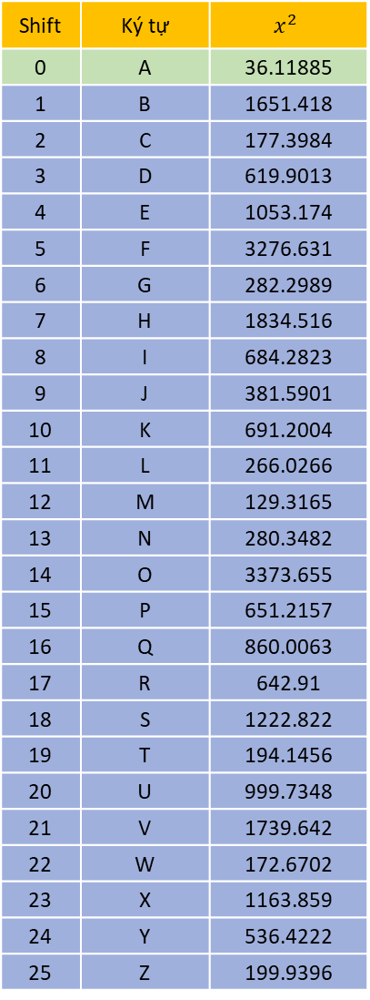 Shift Ký tự x²
0 A 36.11885
1 B 1651.418
2 C 177.3984
3 D 619.9013
4 E 1053.174
5 F 3276.631
6 G 282.2989
7 H 1834.516
8 I 684.2823
9 J 381.5901
10 K 691.2004
11 L 266.0266
12 M 129.3165
13 N 280.3482
14 O 3373.655
15 P 651.2157
16 Q 860.0063
17 R 642.91
18 S 1222.822
19 T 194.1456
20 U 999.7348
21 V 1739.642
22 W 172.6702
23 X 1163.859
24 Y 536.4222
25 Z 199.9396